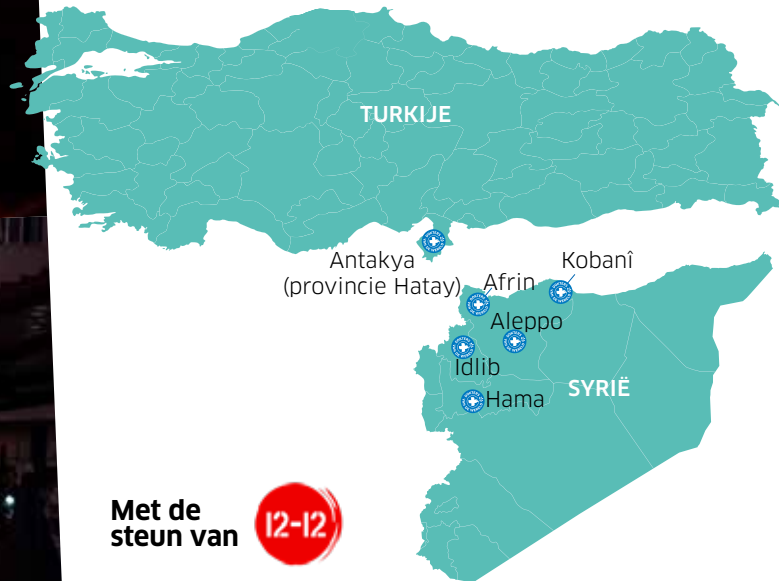 TURKIJE
Antakya
(provincie Hatay)
Afrin
Kobanî
Aleppo
Idlib
Hama
SYRIË
Met de
steun van
12-12